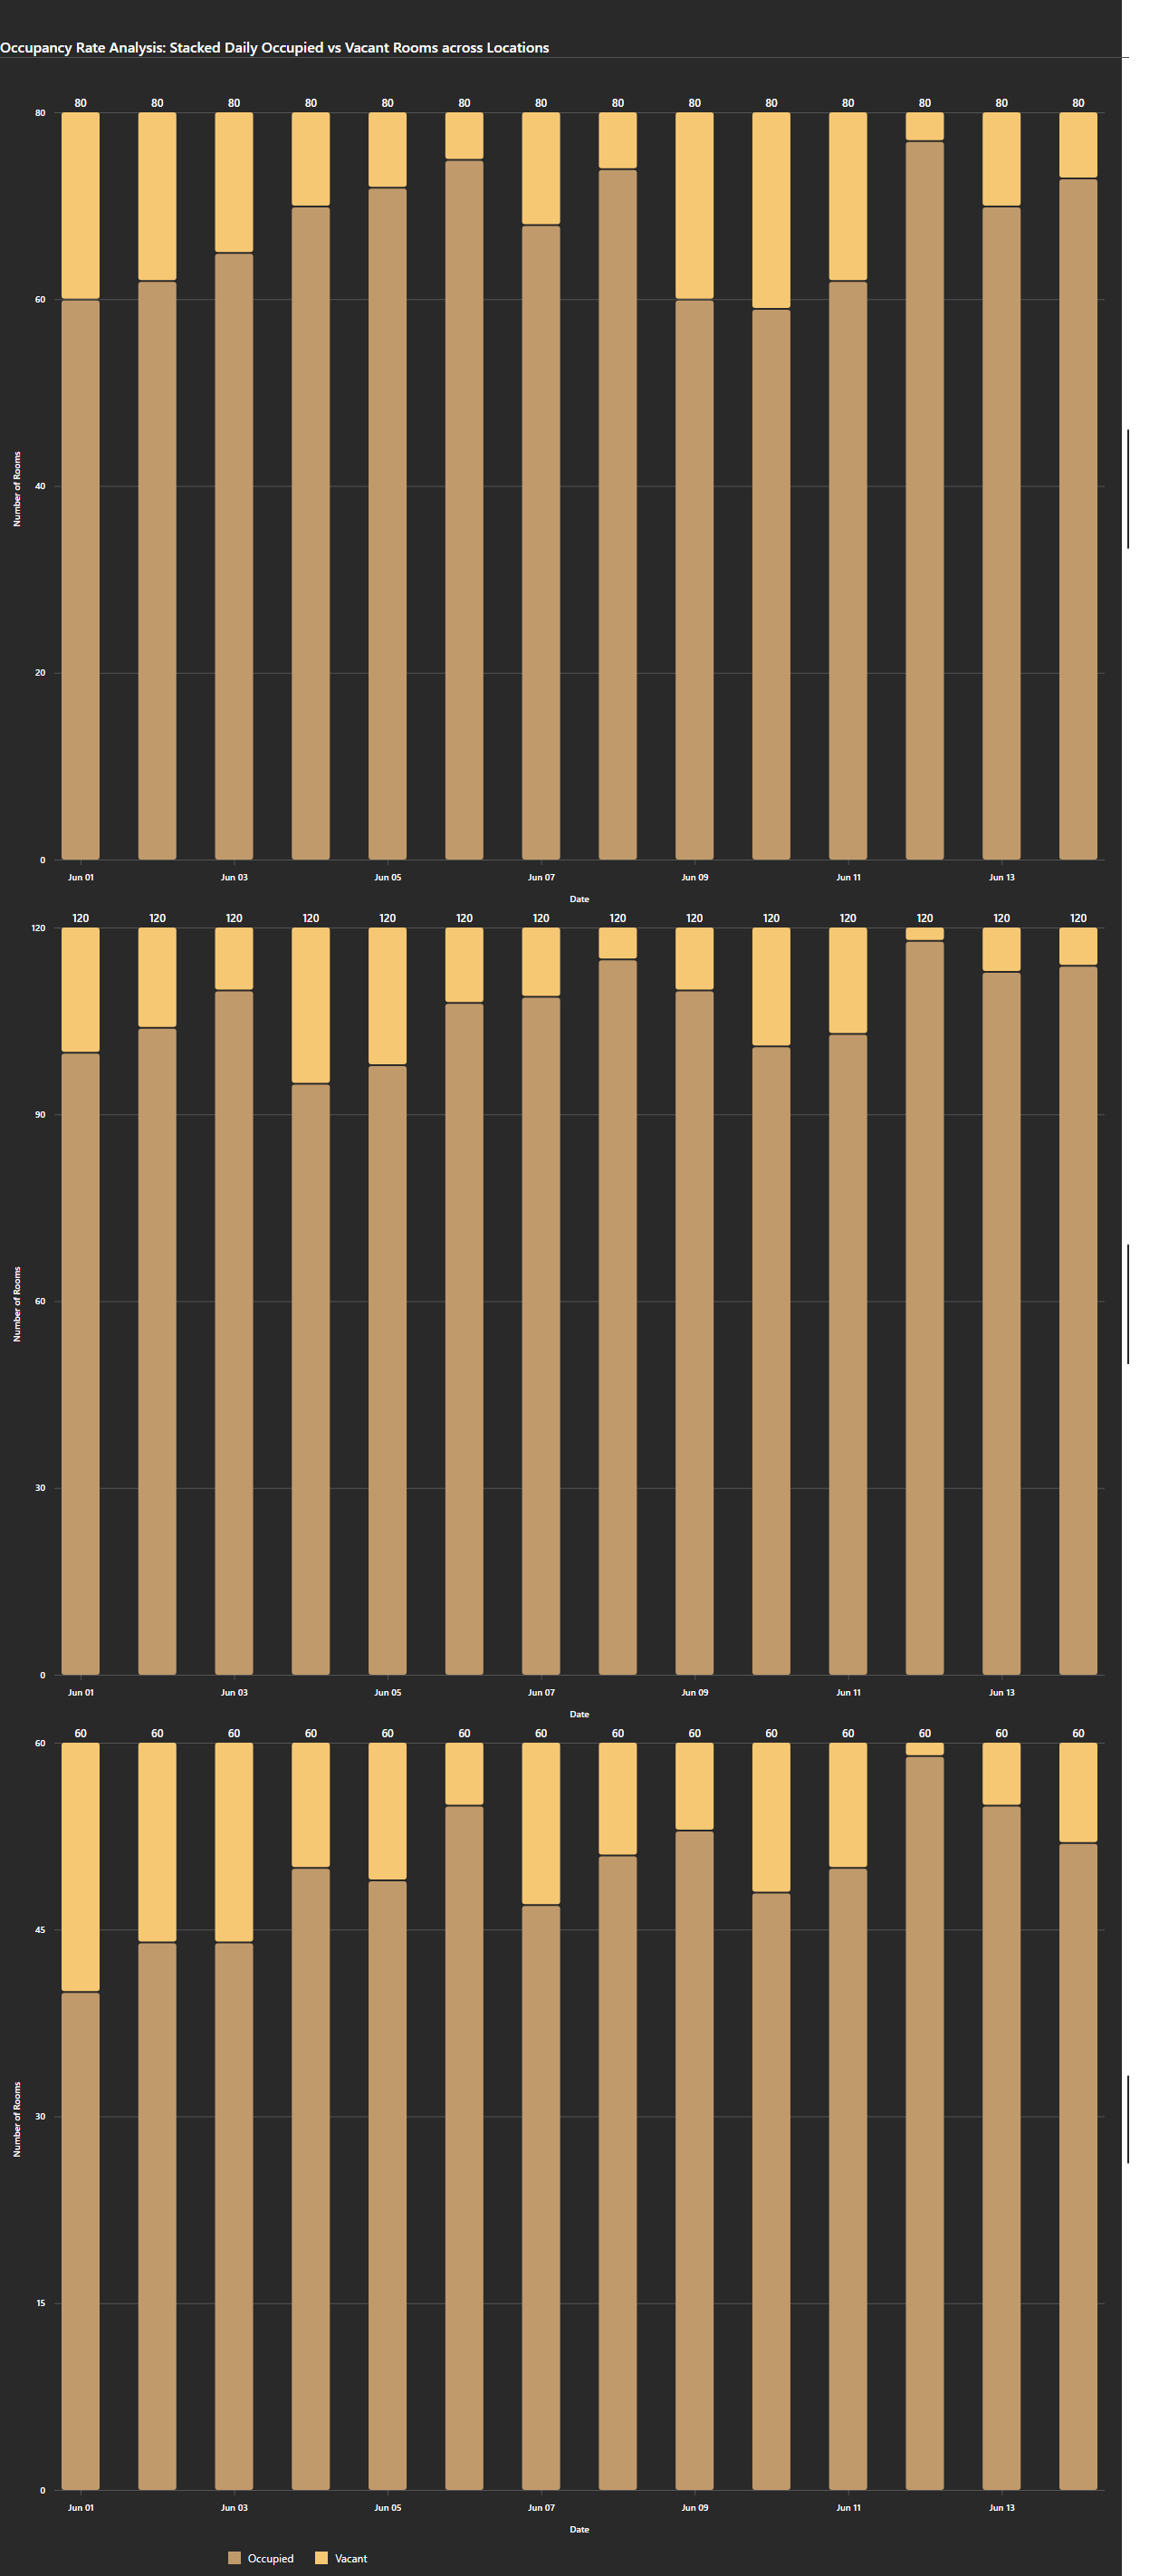 Occupancy Rate Analysis: Stacked Daily Occupied vs Vacant Rooms across Locations
80 80 80 80 80 80 80 80 80 80 80 80 80 80
80
60
40
20
0
Number of Rooms
Jun 01 Jun 03 Jun 05 Jun 07 Jun 09 Jun 11 Jun 13
Date
120 120 120 120 120 120 120 120 120 120 120 120 120 120
120
90
60
30
0
Number of Rooms
Jun 01 Jun 03 Jun 05 Jun 07 Jun 09 Jun 11 Jun 13
Date
60 60 60 60 60 60 60 60 60 60 60 60 60 60
60
45
30
15
0
Number of Rooms
Jun 01 Jun 03 Jun 05 Jun 07 Jun 09 Jun 11 Jun 13
Date
Occupied Vacant